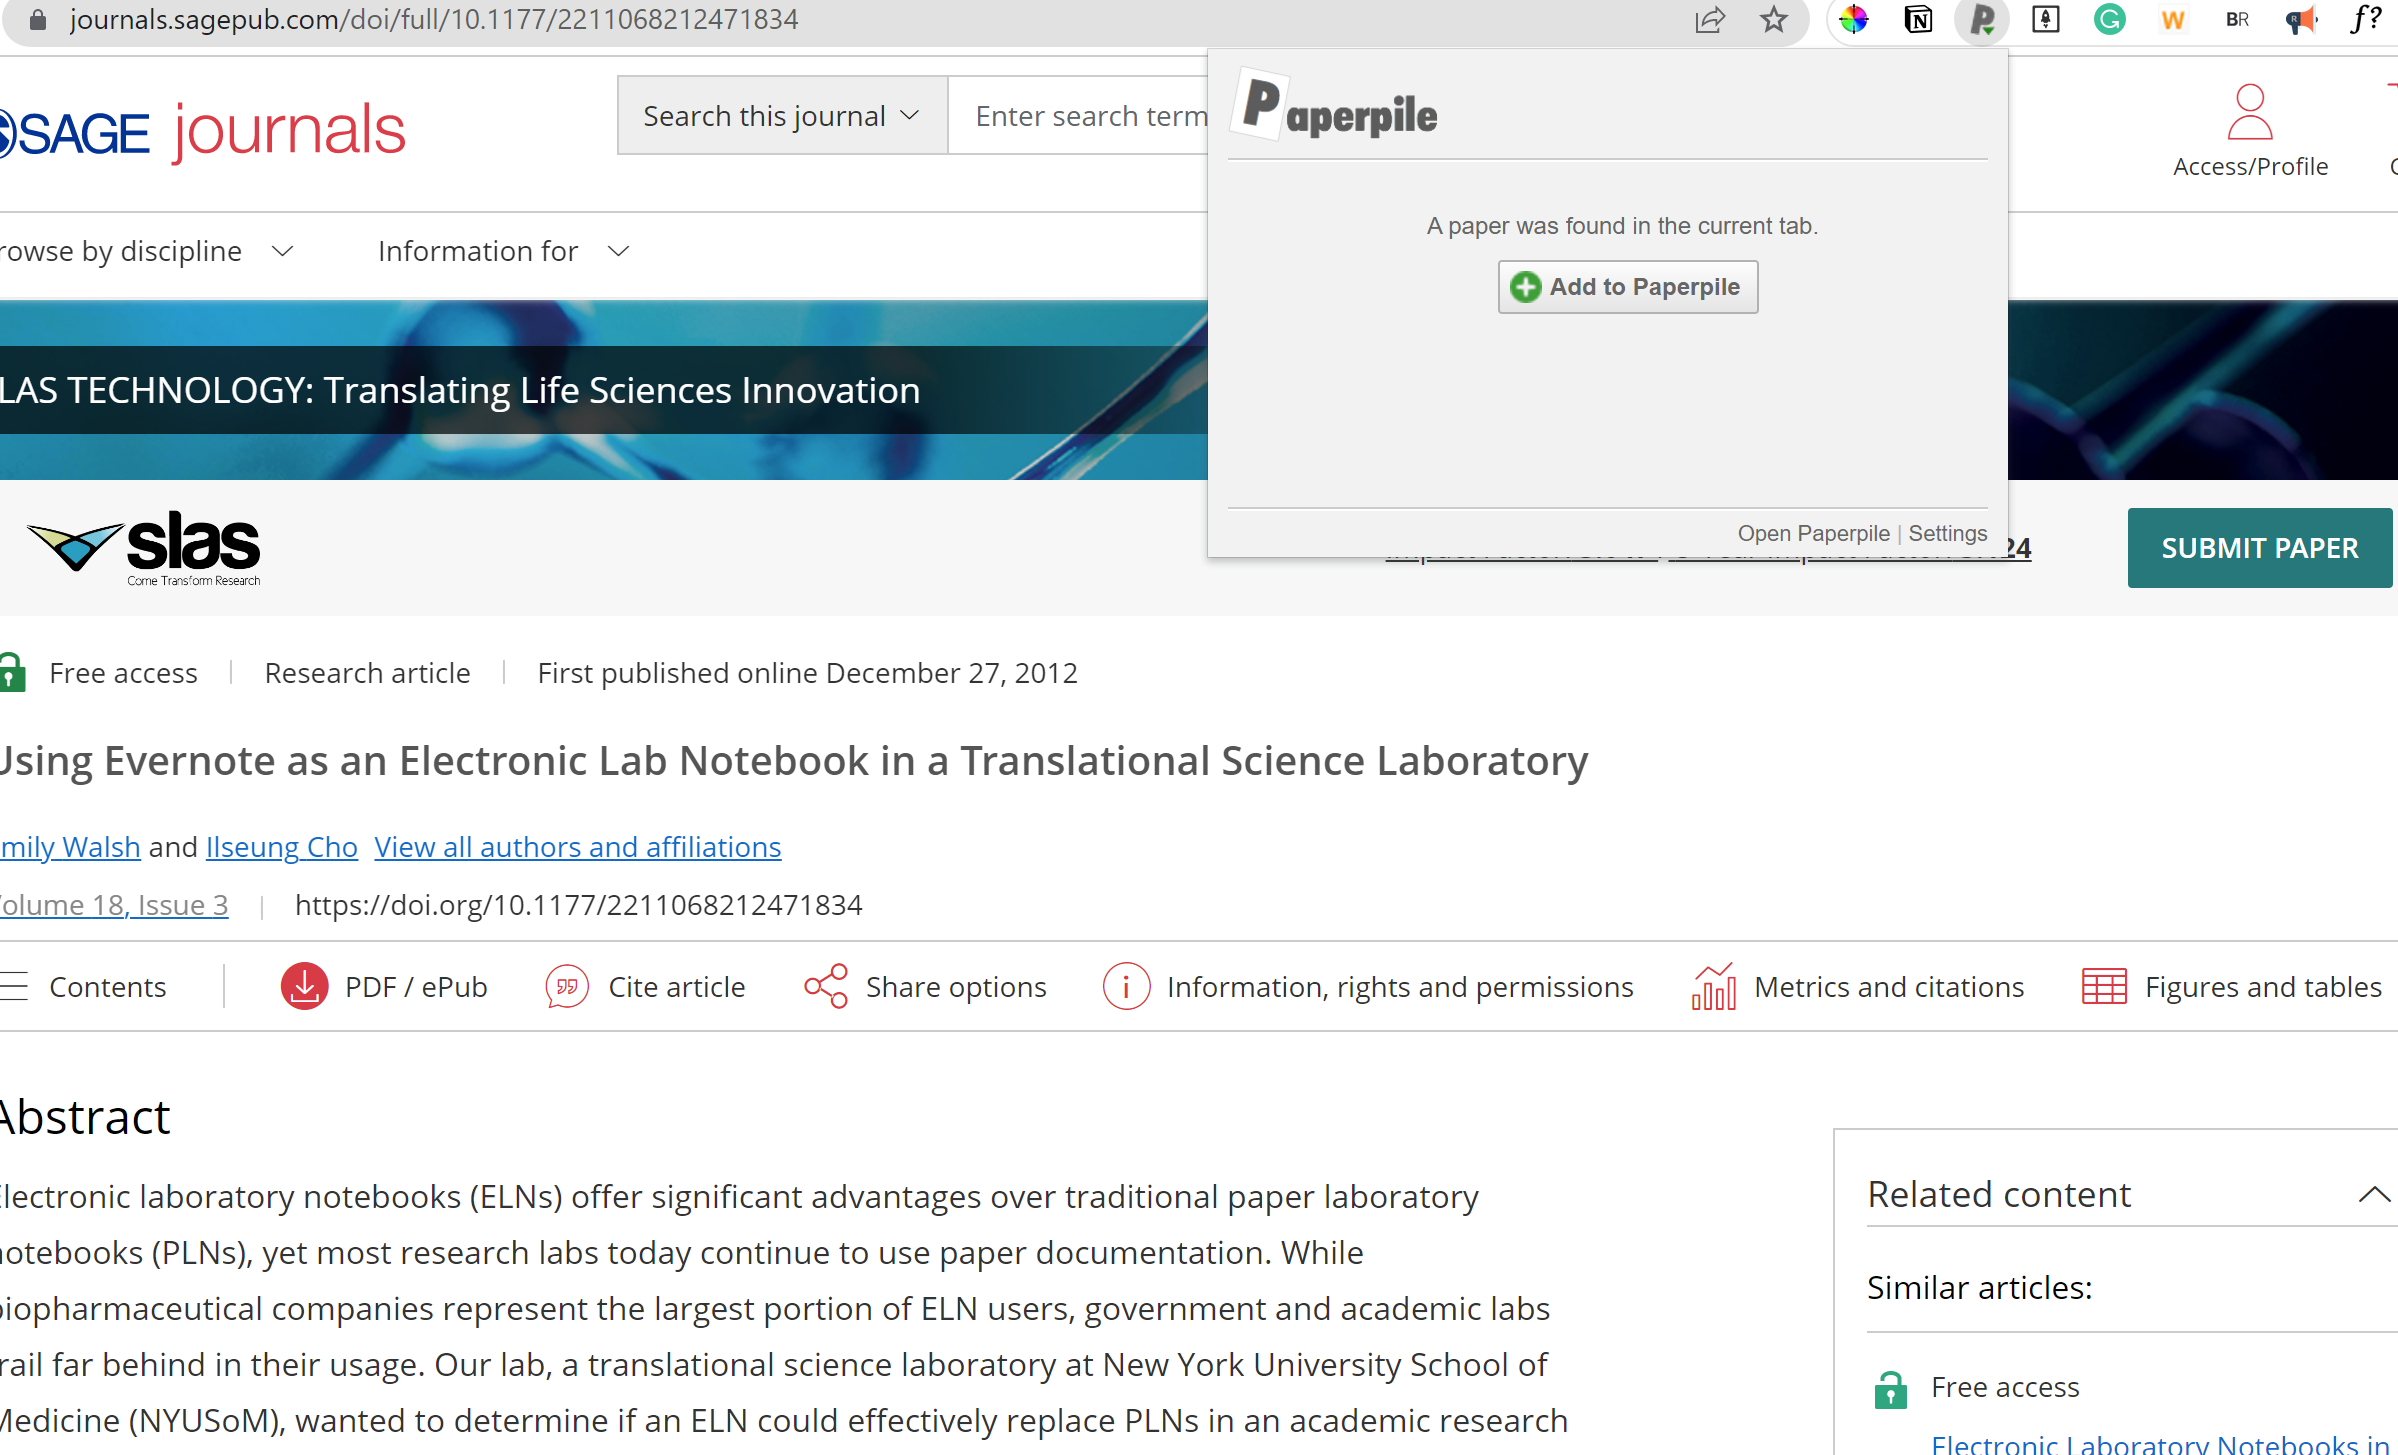 journals.sagepub.com/doi/full/10.1177/2211068212471834
BR
f?
SAGE journals
Search this journal
Enter search term
Paperpile
Access/Profile
A paper was found in the current tab.
Add to Paperpile
rowse by discipline
Information for
LAS TECHNOLOGY: Translating Life Sciences Innovation
Open Paperpile | Settings
slas
Come Transform Research
24
SUBMIT PAPER
Free access
Research article
First published online December 27, 2012
Using Evernote as an Electronic Lab Notebook in a Translational Science Laboratory
mily Walsh and Ilseung Cho View all authors and affiliations
olume 18, Issue 3
https://doi.org/10.1177/2211068212471834
Contents
PDF / ePub
Cite article
Share options
Information, rights and permissions
Metrics and citations
Figures and tables
Abstract
lectronic laboratory notebooks (ELNs) offer significant advantages over traditional paper laboratory
notebooks (PLNs), yet most research labs today continue to use paper documentation. While
biopharmaceutical companies represent the largest portion of ELN users, government and academic labs
rail far behind in their usage. Our lab, a translational science laboratory at New York University School of
Medicine (NYUSoM), wanted to determine if an ELN could effectively replace PLNs in an academic research
Related content
Similar articles:
Free access
Electronic Laboratory Notebooks in